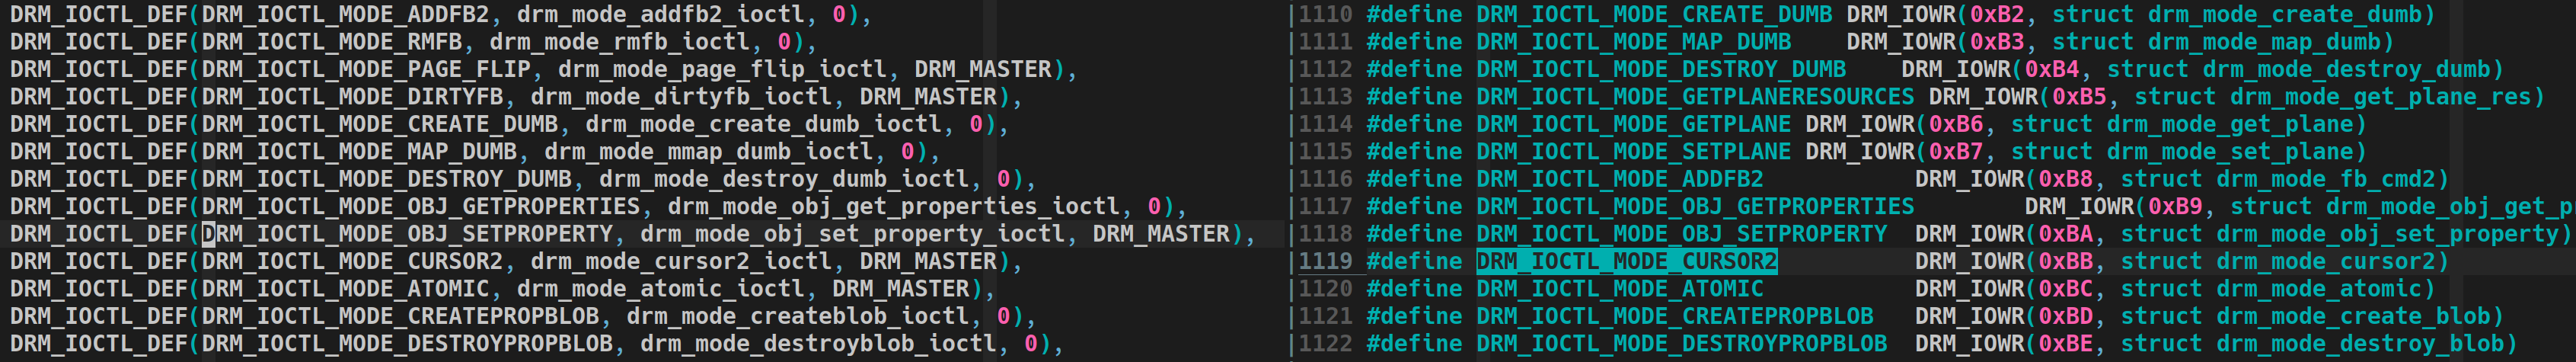 DRM_IOCTL_DEF(DRM_IOCTL_MODE_ADDFB2, drm_mode_addfb2_ioctl, 0),
DRM_IOCTL_DEF(DRM_IOCTL_MODE_RMFB, drm_mode_rmfb_ioctl, 0),
DRM_IOCTL_DEF(DRM_IOCTL_MODE_PAGE_FLIP, drm_mode_page_flip_ioctl, DRM_MASTER),
DRM_IOCTL_DEF(DRM_IOCTL_MODE_DIRTYFB, drm_mode_dirtyfb_ioctl, DRM_MASTER),
DRM_IOCTL_DEF(DRM_IOCTL_MODE_CREATE_DUMB, drm_mode_create_dumb_ioctl, 0),
DRM_IOCTL_DEF(DRM_IOCTL_MODE_MAP_DUMB, drm_mode_mmap_dumb_ioctl, 0),
DRM_IOCTL_DEF(DRM_IOCTL_MODE_DESTROY_DUMB, drm_mode_destroy_dumb_ioctl, 0),
DRM_IOCTL_DEF(DRM_IOCTL_MODE_OBJ_GETPROPERTIES, drm_mode_obj_get_properties_ioctl, 0),
DRM_IOCTL_DEF(DRM_IOCTL_MODE_OBJ_SETPROPERTY, drm_mode_obj_set_property_ioctl, DRM_MASTER),
DRM_IOCTL_DEF(DRM_IOCTL_MODE_CURSOR2, drm_mode_cursor2_ioctl, DRM_MASTER),
DRM_IOCTL_DEF(DRM_IOCTL_MODE_ATOMIC, drm_mode_atomic_ioctl, DRM_MASTER),
DRM_IOCTL_DEF(DRM_IOCTL_MODE_CREATEPROPBLOB, drm_mode_createblob_ioctl, 0),
DRM_IOCTL_DEF(DRM_IOCTL_MODE_DESTROYPROPBLOB, drm_mode_destroyblob_ioctl, 0),
|1110 #define DRM_IOCTL_MODE_CREATE_DUMB DRM_IOWR(0xB2, struct drm_mode_create_dumb)
|1111 #define DRM_IOCTL_MODE_MAP_DUMB    DRM_IOWR(0xB3, struct drm_mode_map_dumb)
|1112 #define DRM_IOCTL_MODE_DESTROY_DUMB    DRM_IOWR(0xB4, struct drm_mode_destroy_dumb)
|1113 #define DRM_IOCTL_MODE_GETPLANERESOURCES DRM_IOWR(0xB5, struct drm_mode_get_plane_res)
|1114 #define DRM_IOCTL_MODE_GETPLANE DRM_IOWR(0xB6, struct drm_mode_get_plane)
|1115 #define DRM_IOCTL_MODE_SETPLANE DRM_IOWR(0xB7, struct drm_mode_set_plane)
|1116 #define DRM_IOCTL_MODE_ADDFB2           DRM_IOWR(0xB8, struct drm_mode_fb_cmd2)
|1117 #define DRM_IOCTL_MODE_OBJ_GETPROPERTIES        DRM_IOWR(0xB9, struct drm_mode_obj_get_p
|1118 #define DRM_IOCTL_MODE_OBJ_SETPROPERTY  DRM_IOWR(0xBA, struct drm_mode_obj_set_property)
|1119 #define DRM_IOCTL_MODE_CURSOR2          DRM_IOWR(0xBB, struct drm_mode_cursor2)
|1120 #define DRM_IOCTL_MODE_ATOMIC           DRM_IOWR(0xBC, struct drm_mode_atomic)
|1121 #define DRM_IOCTL_MODE_CREATEPROPBLOB   DRM_IOWR(0xBD, struct drm_mode_create_blob)
|1122 #define DRM_IOCTL_MODE_DESTROYPROPBLOB  DRM_IOWR(0xBE, struct drm_mode_destroy_blob)